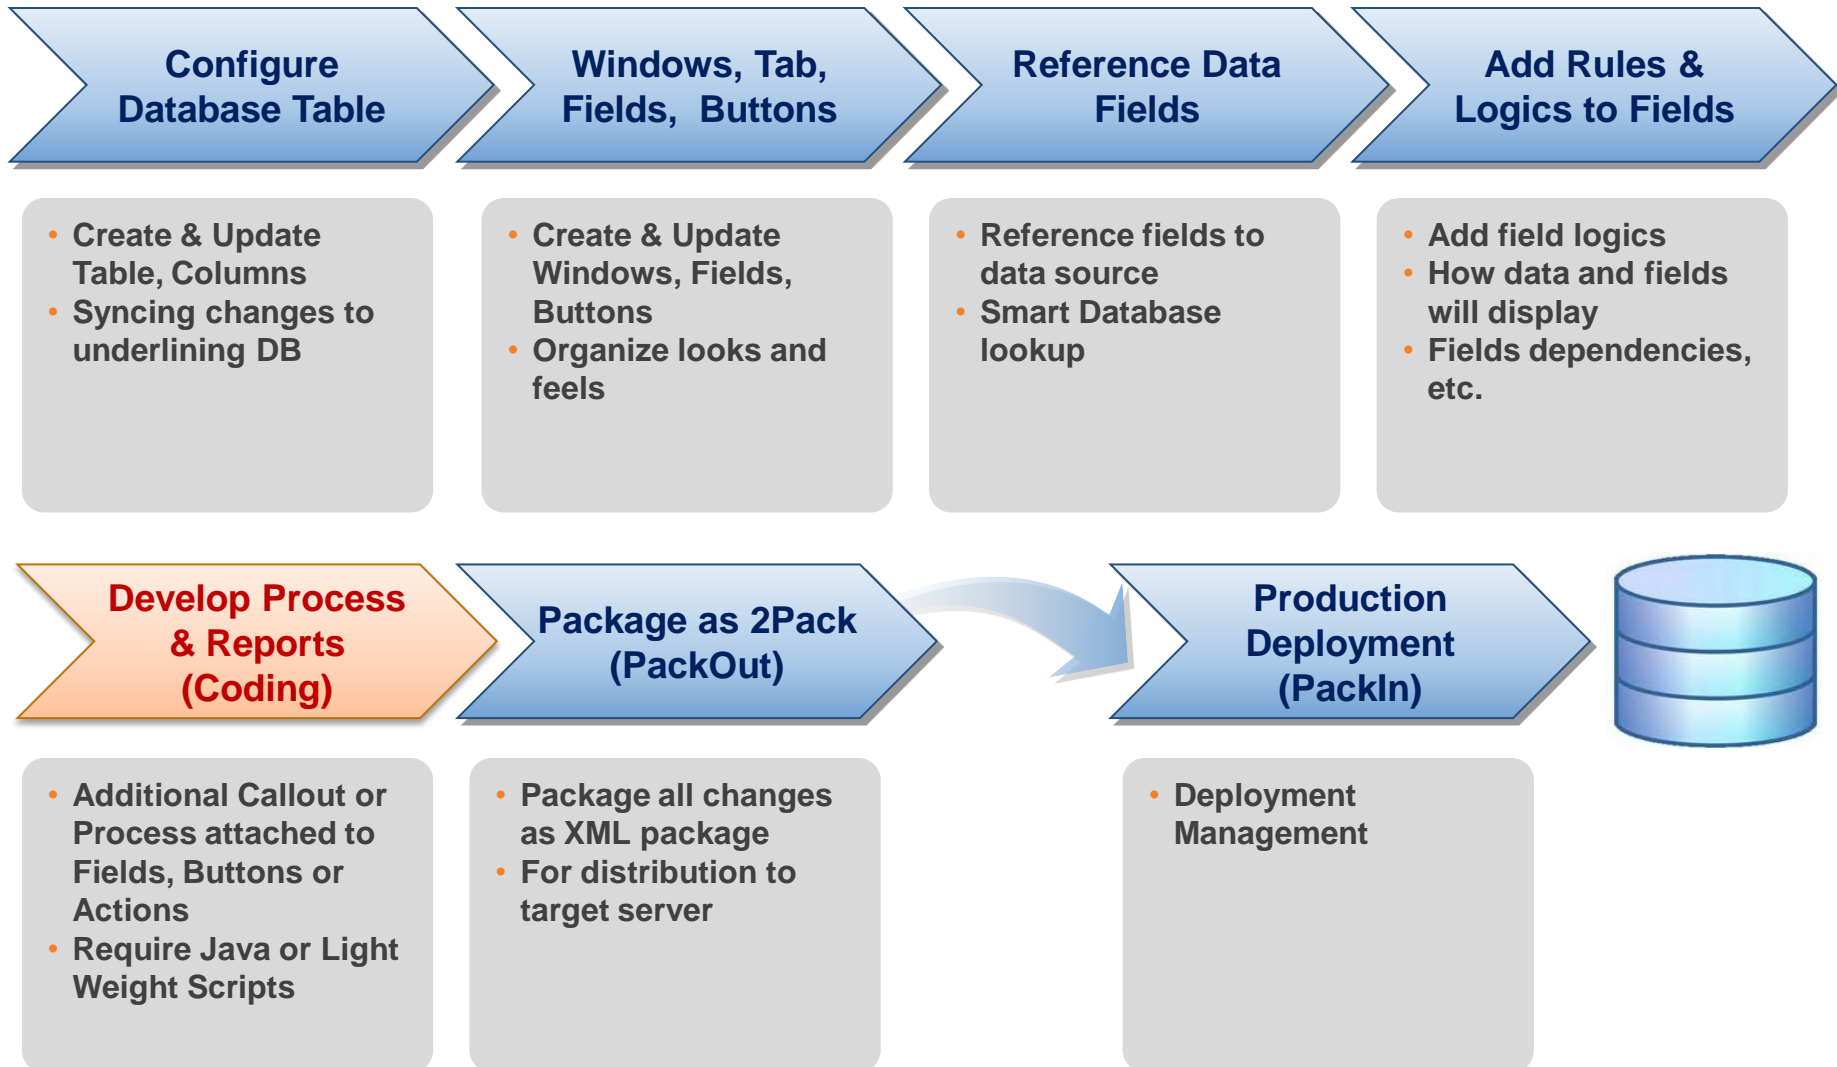 Configure
Database Table
Windows, Tab,
Fields,  Buttons
Reference Data
Fields
Add Rules &
Logics to Fields
• Create & Update
Table, Columns
• Syncing changes to
underlining DB
• Create & Update
Windows, Fields,
Buttons
• Organize looks and
feels
• Reference fields to
data source
• Smart Database
lookup
• Add field logics
• How data and fields
will display
• Fields dependencies,
etc.
Develop Process
& Reports
(Coding)
Package as 2Pack
(PackOut)
Production
Deployment
(PackIn)
• Additional Callout or
Process attached to
Fields, Buttons or
Actions
• Require Java or Light
Weight Scripts
• Package all changes
as XML package
• For distribution to
target server
• Deployment
Management